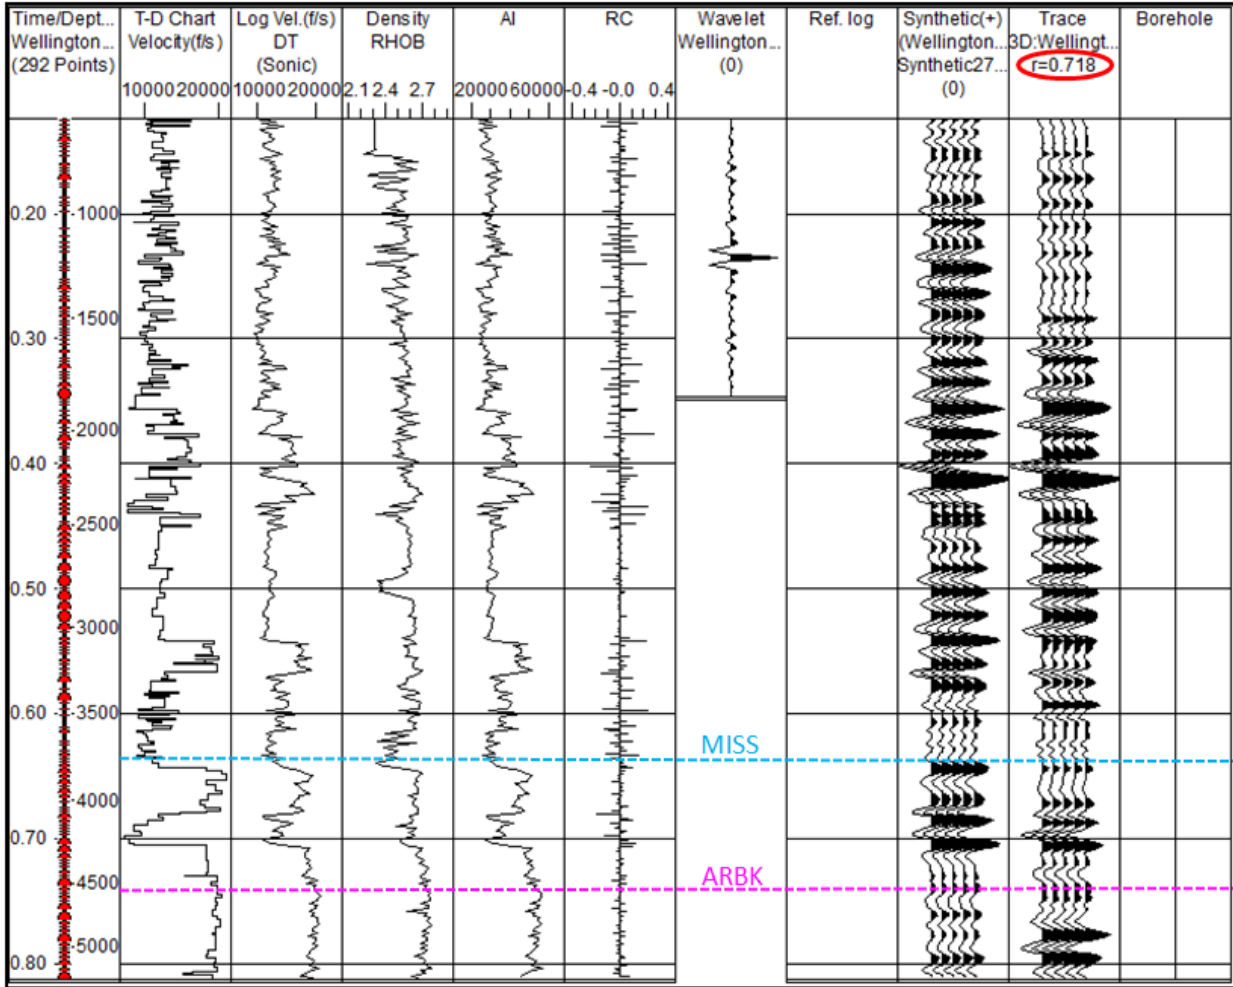 Time/Dept... T-D Chart Log Vel.(f/s) Density AI RC Wavelet Ref. log Synthetic(+) Trace Borehole
Wellington... Velocity(f/s) DT RHOB Wellington... (Wellington... 3D:Wellingt...
(292 Points) (Sonic) (0) Synthetic27... r=0.718
(0)
10000 20000 10000 20000 2.1 2.4 2.7 20000 60000 -0.4 -0.0 0.4
0.20 1000
1500
0.30
2000
0.40
2500
0.50
3000
0.60 3500
MISS
4000
0.70
ARBK
4500
5000
0.80